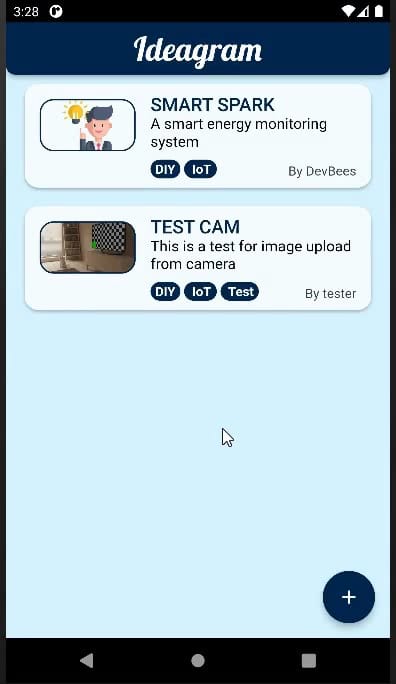 3:28
Ideagram
SMART SPARK
A smart energy monitoring
system
DIY IoT By DevBees
TEST CAM
This is a test for image upload
from camera
DIY IoT Test By tester
+